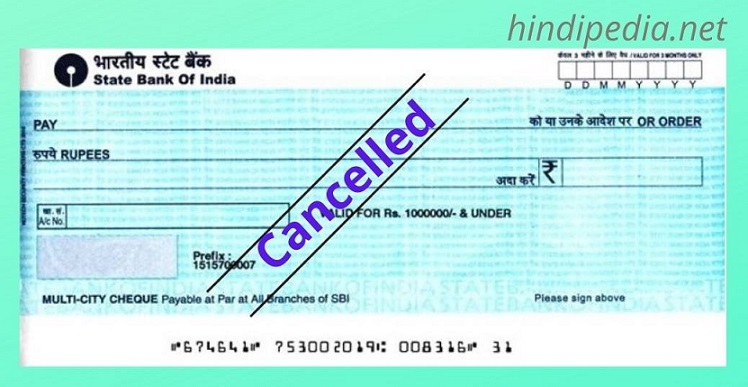 hindipedia.net
भारतीय स्टेट बैंक
State Bank Of India
केवल 3 महीने के लिए वैध / VALID FOR 3 MONTHS ONLY
D D M M Y Y Y Y
PAY को या उनके आदेश पर OR ORDER
रुपये RUPEES
अदा करें ₹
खा. सं.
A/c No.
VALID FOR Rs. 1000000/- & UNDER
Cancelled
Prefix :
1515700007
MULTI-CITY CHEQUE Payable at Par at All Branches of SBI
Please sign above
⑈674641⑈ 753002019⑆ 008316⑈ 31